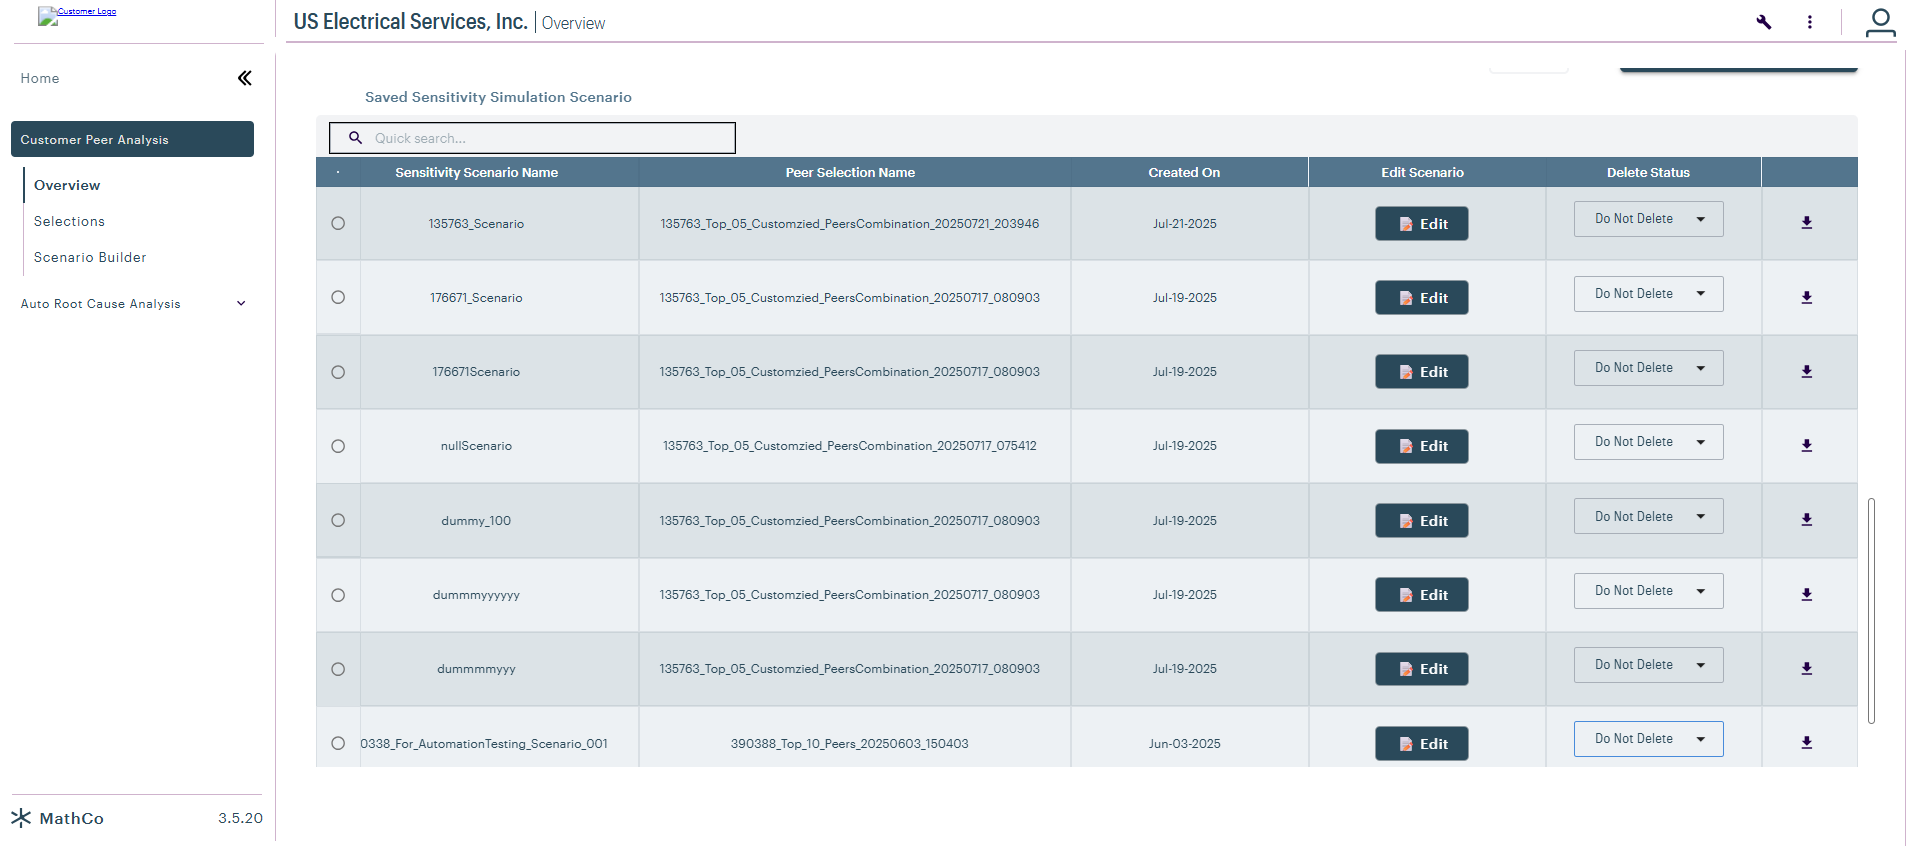 Customer Logo
US Electrical Services, Inc. Overview
Home
Customer Peer Analysis
Overview
Selections
Scenario Builder
Auto Root Cause Analysis
MathCo 3.5.20
Saved Sensitivity Simulation Scenario
Quick search...
Sensitivity Scenario Name Peer Selection Name Created On Edit Scenario Delete Status
135763_Scenario 135763_Top_05_Customzied_PeersCombination_20250721_203946 Jul-21-2025 Edit Do Not Delete
176671_Scenario 135763_Top_05_Customzied_PeersCombination_20250717_080903 Jul-19-2025 Edit Do Not Delete
176671Scenario 135763_Top_05_Customzied_PeersCombination_20250717_080903 Jul-19-2025 Edit Do Not Delete
nullScenario 135763_Top_05_Customzied_PeersCombination_20250717_075412 Jul-19-2025 Edit Do Not Delete
dummy_100 135763_Top_05_Customzied_PeersCombination_20250717_080903 Jul-19-2025 Edit Do Not Delete
dummmyyyyyy 135763_Top_05_Customzied_PeersCombination_20250717_080903 Jul-19-2025 Edit Do Not Delete
dummmmyyy 135763_Top_05_Customzied_PeersCombination_20250717_080903 Jul-19-2025 Edit Do Not Delete
0338_For_AutomationTesting_Scenario_001 390388_Top_10_Peers_20250603_150403 Jun-03-2025 Edit Do Not Delete